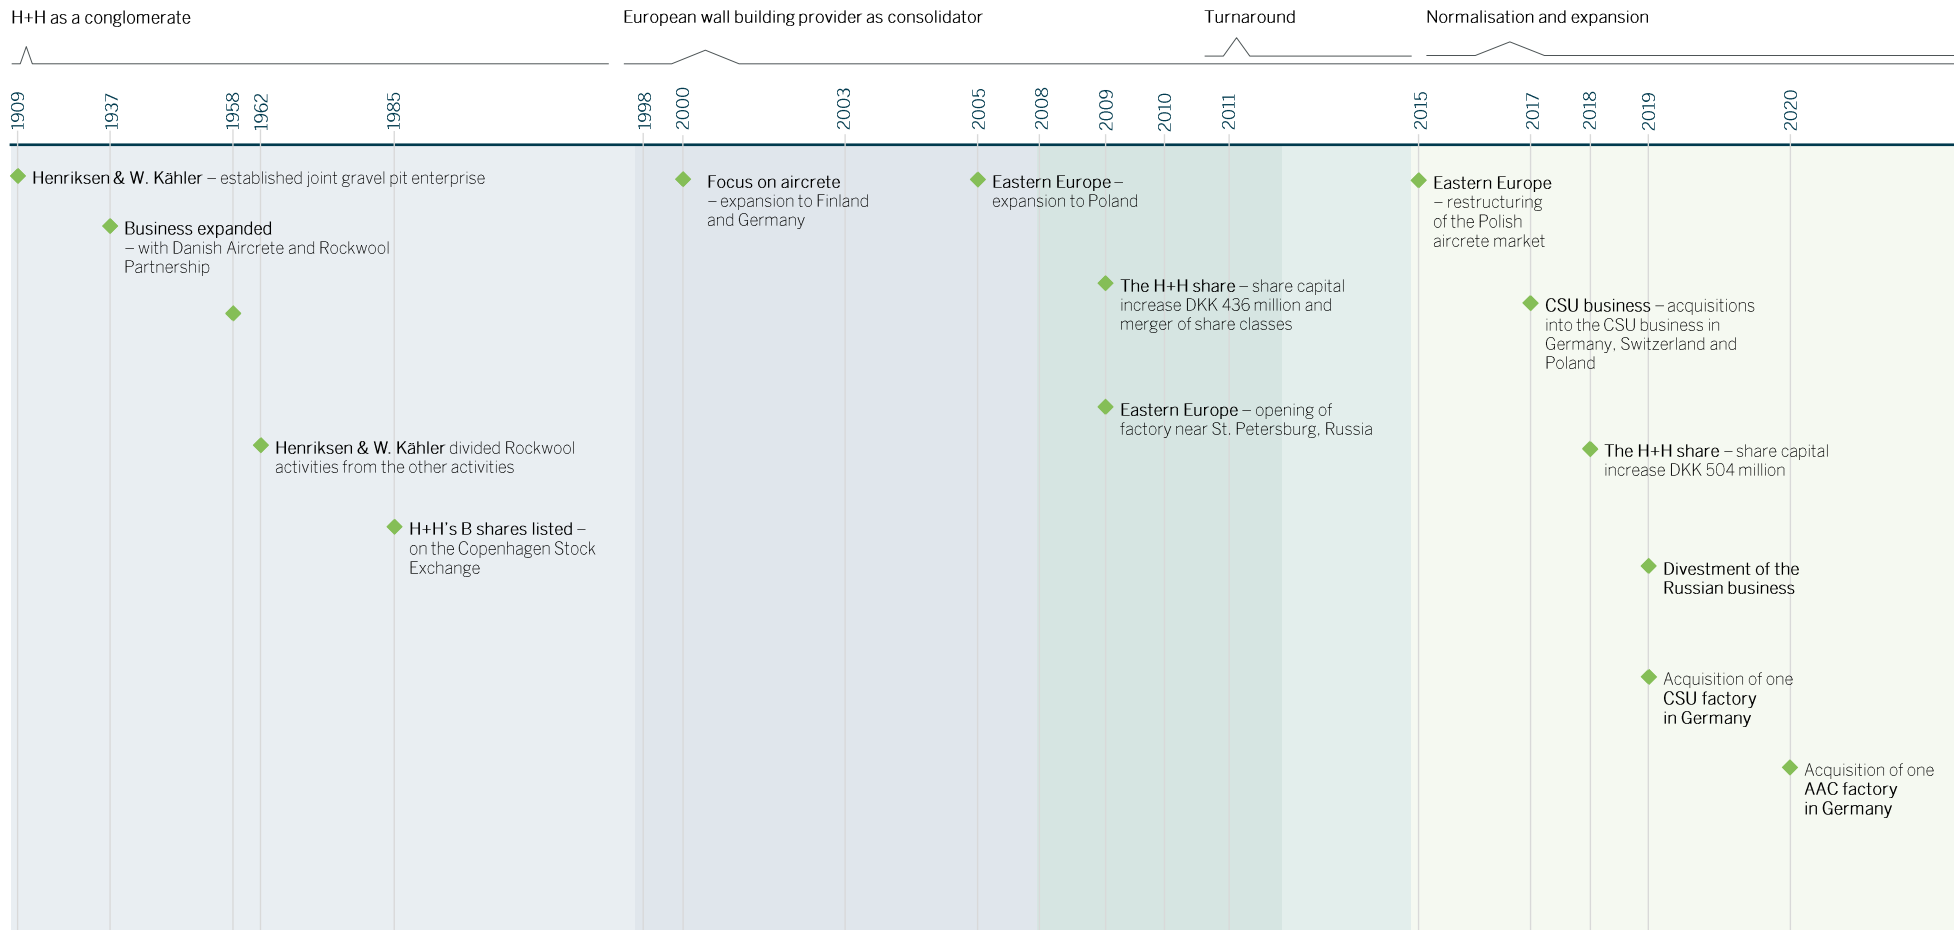 H+H as a conglomerate
European wall building provider as consolidator
Turnaround
Normalisation and expansion
1909
1937
1958
1962
1985
1998
2000
2003
2005
2008
2009
2010
2011
2015
2017
2018
2019
2020
Henriksen & W. Kähler – established joint gravel pit enterprise
Business expanded
– with Danish Aircrete and Rockwool
Partnership
Henriksen & W. Kähler divided Rockwool
activities from the other activities
H+H's B shares listed –
on the Copenhagen Stock
Exchange
Focus on aircrete
– expansion to Finland
and Germany
Eastern Europe –
expansion to Poland
The H+H share – share capital
increase DKK 436 million and
merger of share classes
Eastern Europe – opening of
factory near St. Petersburg, Russia
Eastern Europe
– restructuring
of the Polish
aircrete market
CSU business – acquisitions
into the CSU business in
Germany, Switzerland and
Poland
The H+H share – share capital
increase DKK 504 million
Divestment of the
Russian business
Acquisition of one
CSU factory
in Germany
Acquisition of one
AAC factory
in Germany